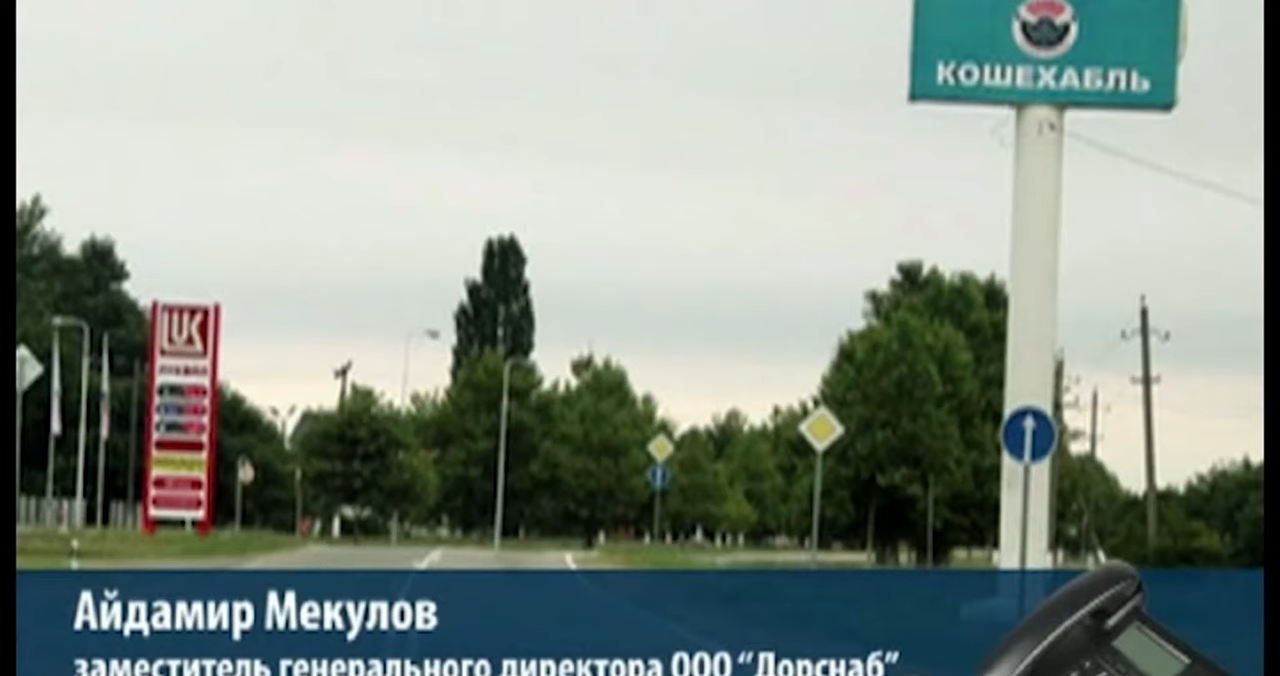 КОШЕХАБЛЬ
LUK
Айдамир Мекулов
заместитель генерального директора ООО "Дорснаб"